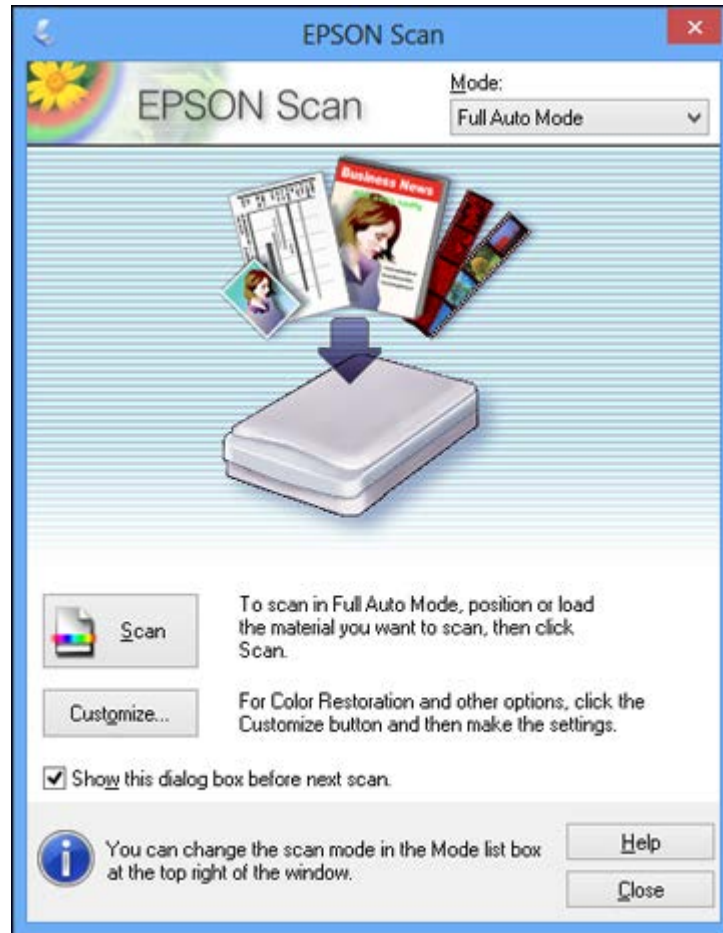 EPSON Scan
EPSON Scan
Mode:
Full Auto Mode
Business News
Scan
To scan in Full Auto Mode, position or load
the material you want to scan, then click
Scan.
Customize...
For Color Restoration and other options, click the
Customize button and then make the settings.
Show this dialog box before next scan.
You can change the scan mode in the Mode list box
at the top right of the window.
Help
Close